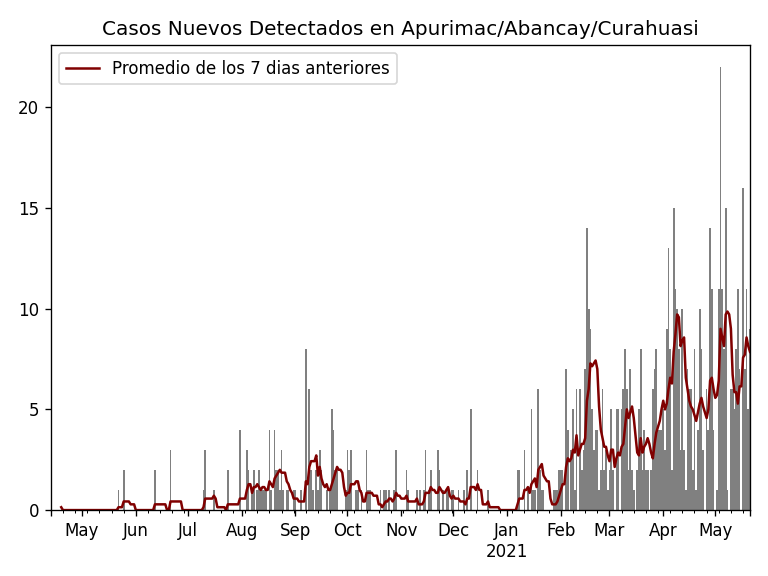 Casos Nuevos Detectados en Apurimac/Abancay/Curahuasi
Promedio de los 7 dias anteriores
20
15
10
5
0
May Jun Jul Aug Sep Oct Nov Dec Jan Feb Mar Apr May
2021